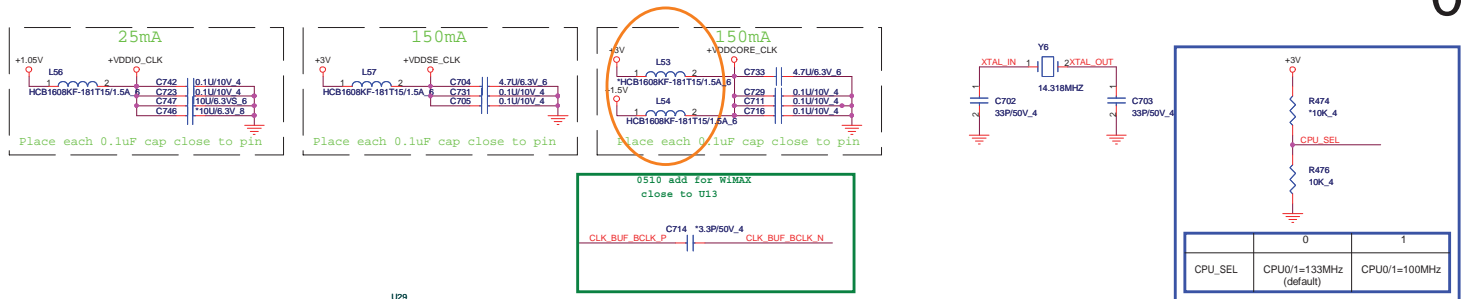 25mA
+1.05V
+VDDIO_CLK
L56
1
2
HCB1608KF-181T15/1.5A_6
C742
0.1U/10V_4
C723
0.1U/10V_4
C747
10U/6.3VS_6
C746
*10U/6.3V_8
Place each 0.1uF cap close to pin
150mA
+3V
+VDDSE_CLK
L57
1
2
HCB1608KF-181T15/1.5A_6
C704
4.7U/6.3V_6
C731
0.1U/10V_4
C705
0.1U/10V_4
Place each 0.1uF cap close to pin
150mA
+3V
+VDDCORE_CLK
L53
1
2
*HCB1608KF-181T15/1.5A_6
+1.5V
L54
1
2
HCB1608KF-181T15/1.5A_6
C733
4.7U/6.3V_6
C729
0.1U/10V_4
C711
0.1U/10V_4
C716
0.1U/10V_4
Place each 0.1uF cap close to pin
0510 add for WiMAX
close to U13
C714
*3.3P/50V_4
CLK_BUF_BCLK_P
CLK_BUF_BCLK_N
Y6
XTAL_IN
1
2
XTAL_OUT
14.318MHZ
1
C702
33P/50V_4
2
1
C703
33P/50V_4
2
+3V
R474
*10K_4
CPU_SEL
R476
10K_4
0
1
CPU_SEL
CPU0/1=133MHz
(default)
CPU0/1=100MHz
U29